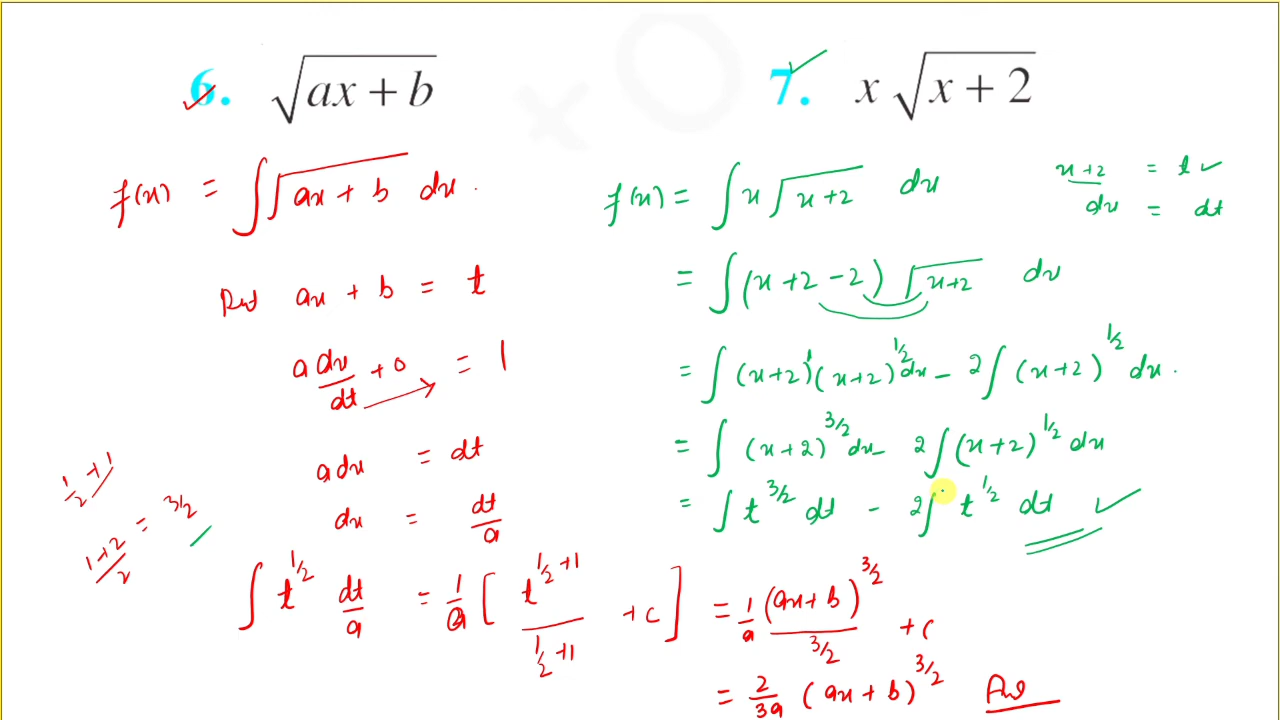 6. √(ax + b)
f(x) = ∫√(ax + b) dx.
Put ax + b = t
a dx/dt + 0 = 1
a dx = dt
dx = dt/a
1/2 + 1
(1+2)/2 = 3/2
∫ t^(1/2) dt/a = 1/a [ t^(1/2 + 1) / (1/2 + 1) + c ] = 1/a (ax + b)^(3/2) / (3/2) + c
= 2/3a (ax + b)^(3/2) Ans
7. x√(x + 2)
f(x) = ∫ x√(x+2) dx
x+2 = t
dx = dt
= ∫(x+2-2) √(x+2) dx
= ∫(x+2)^1 (x+2)^(1/2) dx - 2∫(x+2)^(1/2) dx.
= ∫(x+2)^(3/2) dx - 2∫(x+2)^(1/2) dx
= ∫ t^(3/2) dt - 2∫ t^(1/2) dt